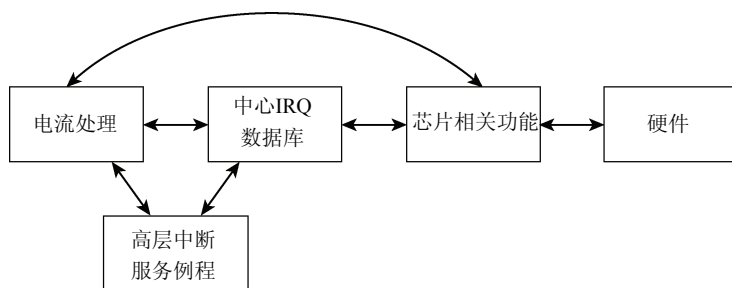 电流处理
中心IRQ
数据库
芯片相关功能
硬件
高层中断
服务例程